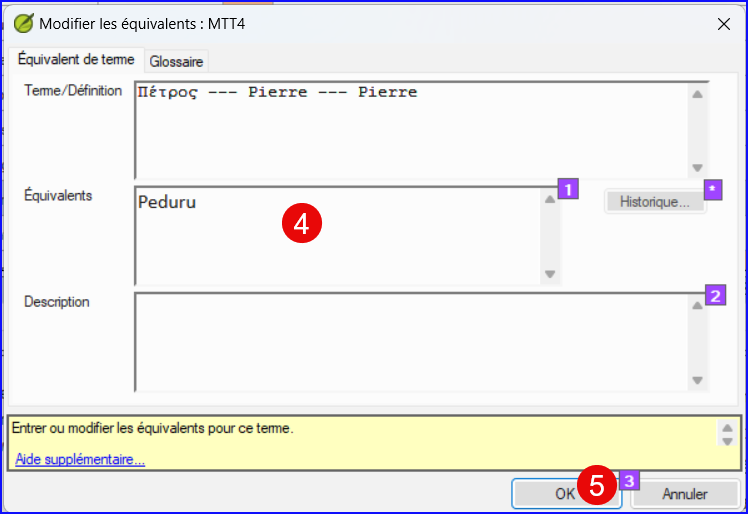 Modifier les équivalents : MTT4
Équivalent de terme Glossaire
Terme/Définition
Πέτρος --- Pierre --- Pierre
Équivalents
Peduru
4
1
Historique...
*
Description
2
Entrer ou modifier les équivalents pour ce terme.
Aide supplémentaire...
OK
5
3
Annuler